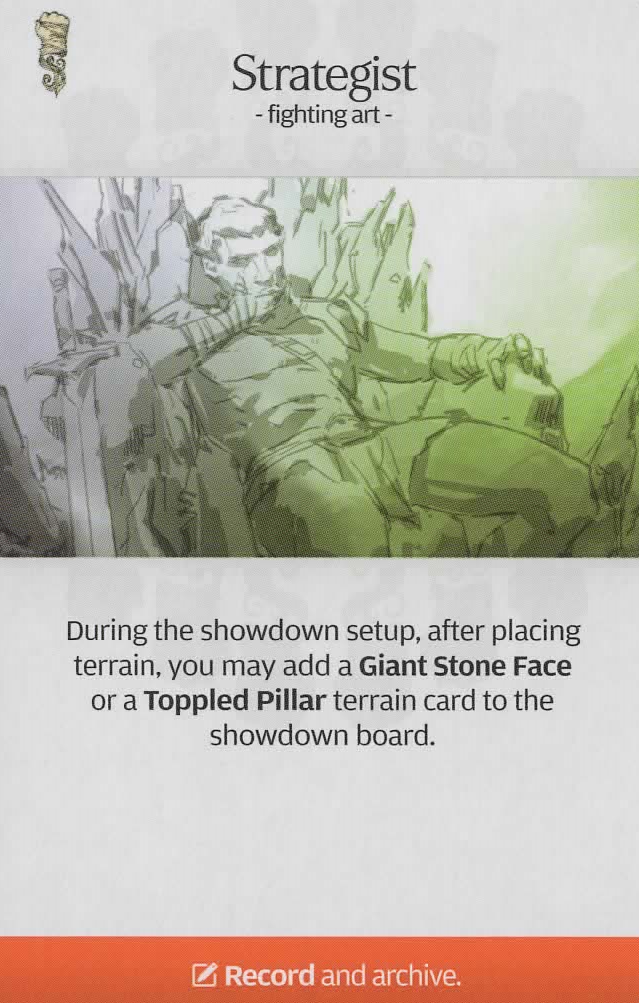 Strategist
- fighting art -
During the showdown setup, after placing
terrain, you may add a Giant Stone Face
or a Toppled Pillar terrain card to the
showdown board.
Record and archive.